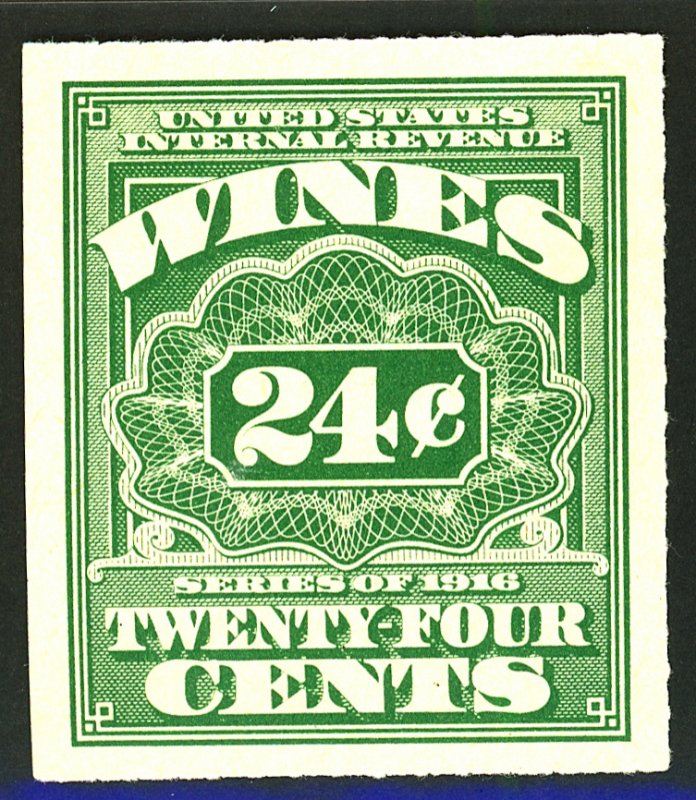 UNITED STATES
INTERNAL REVENUE
WINES
24¢
SERIES OF 1916
TWENTY-FOUR
CENTS